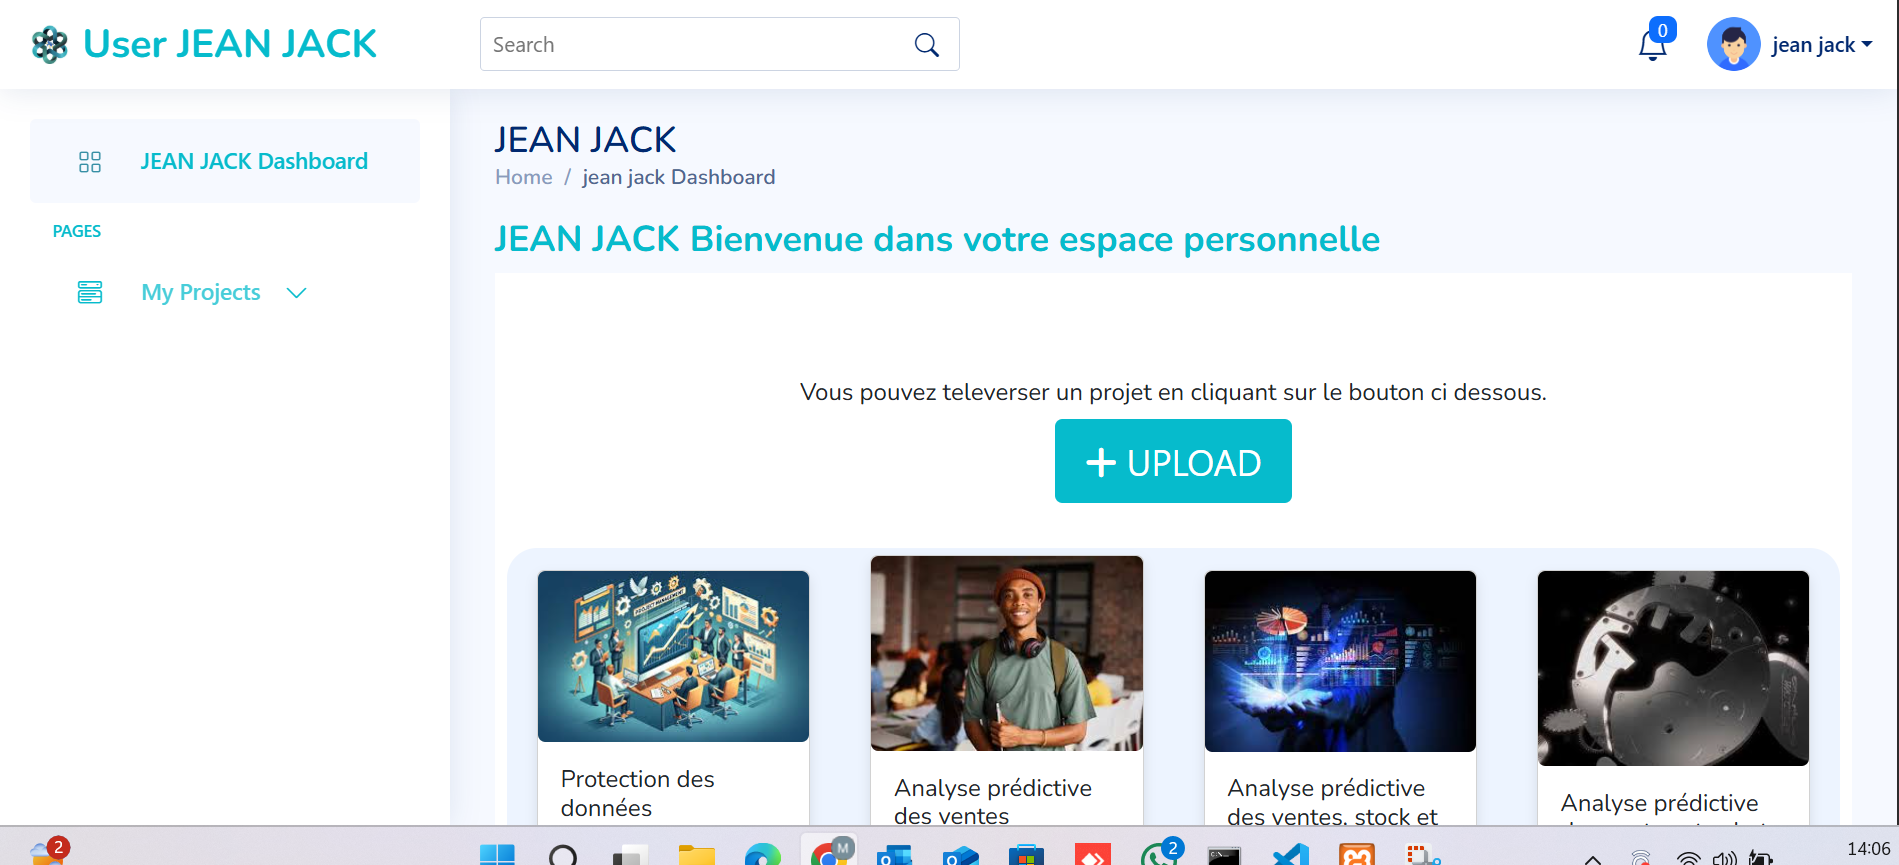 User JEAN JACK
Search
0
jean jack
JEAN JACK Dashboard
PAGES
My Projects
JEAN JACK
Home / jean jack Dashboard
JEAN JACK Bienvenue dans votre espace personnelle
Vous pouvez televerser un projet en cliquant sur le bouton ci dessous.
+ UPLOAD
PROJECT MANAGEMENT
Protection des
données
Analyse prédictive
des ventes
Analyse prédictive
des ventes, stock et
Analyse prédictive
2
M
2
14:06